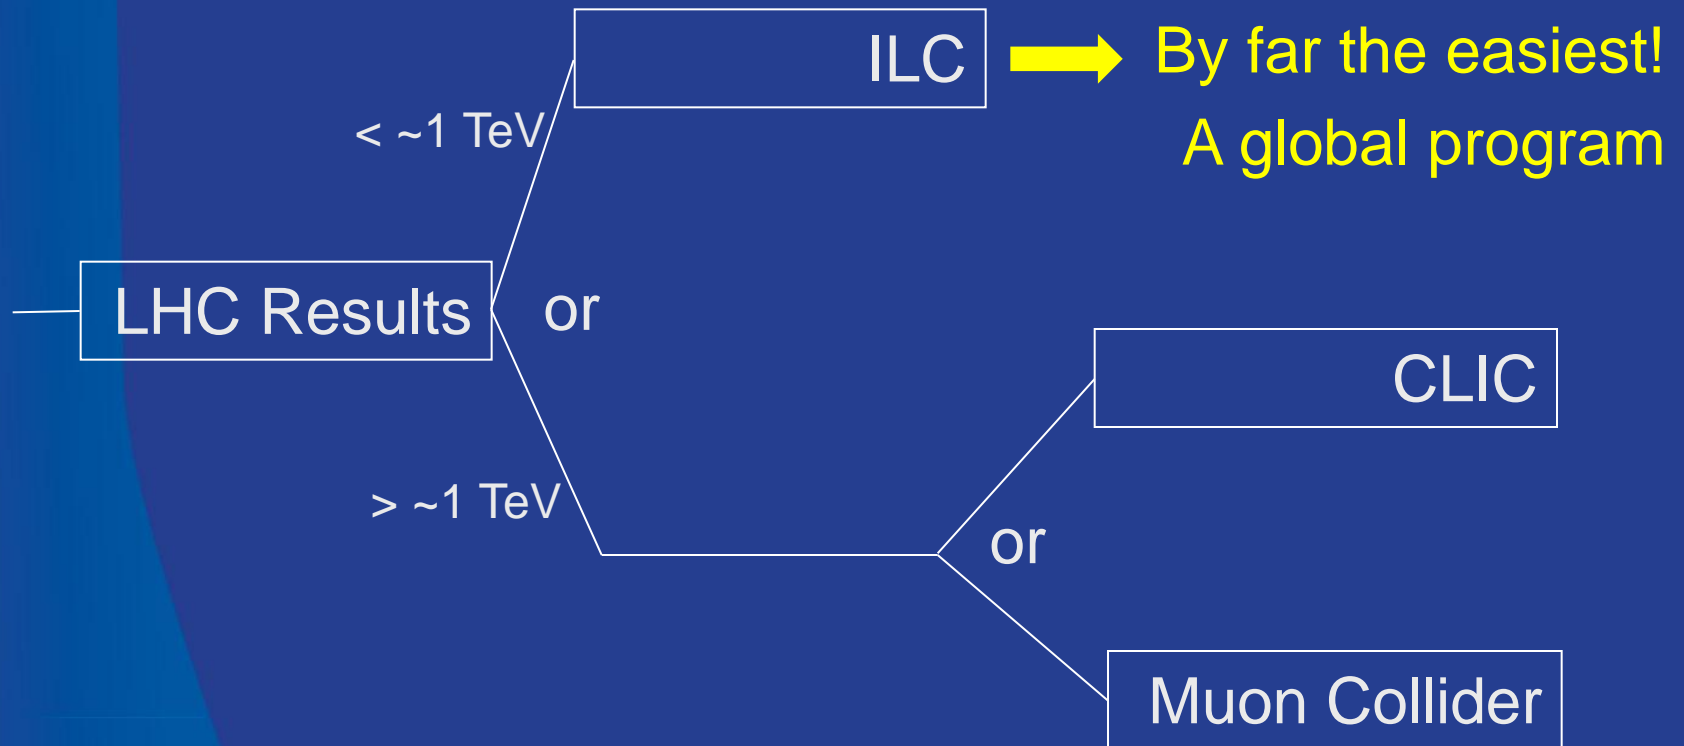 ILC
By far the easiest!
A global program
< ~1 TeV
LHC Results
or
CLIC
> ~1 TeV
or
Muon Collider